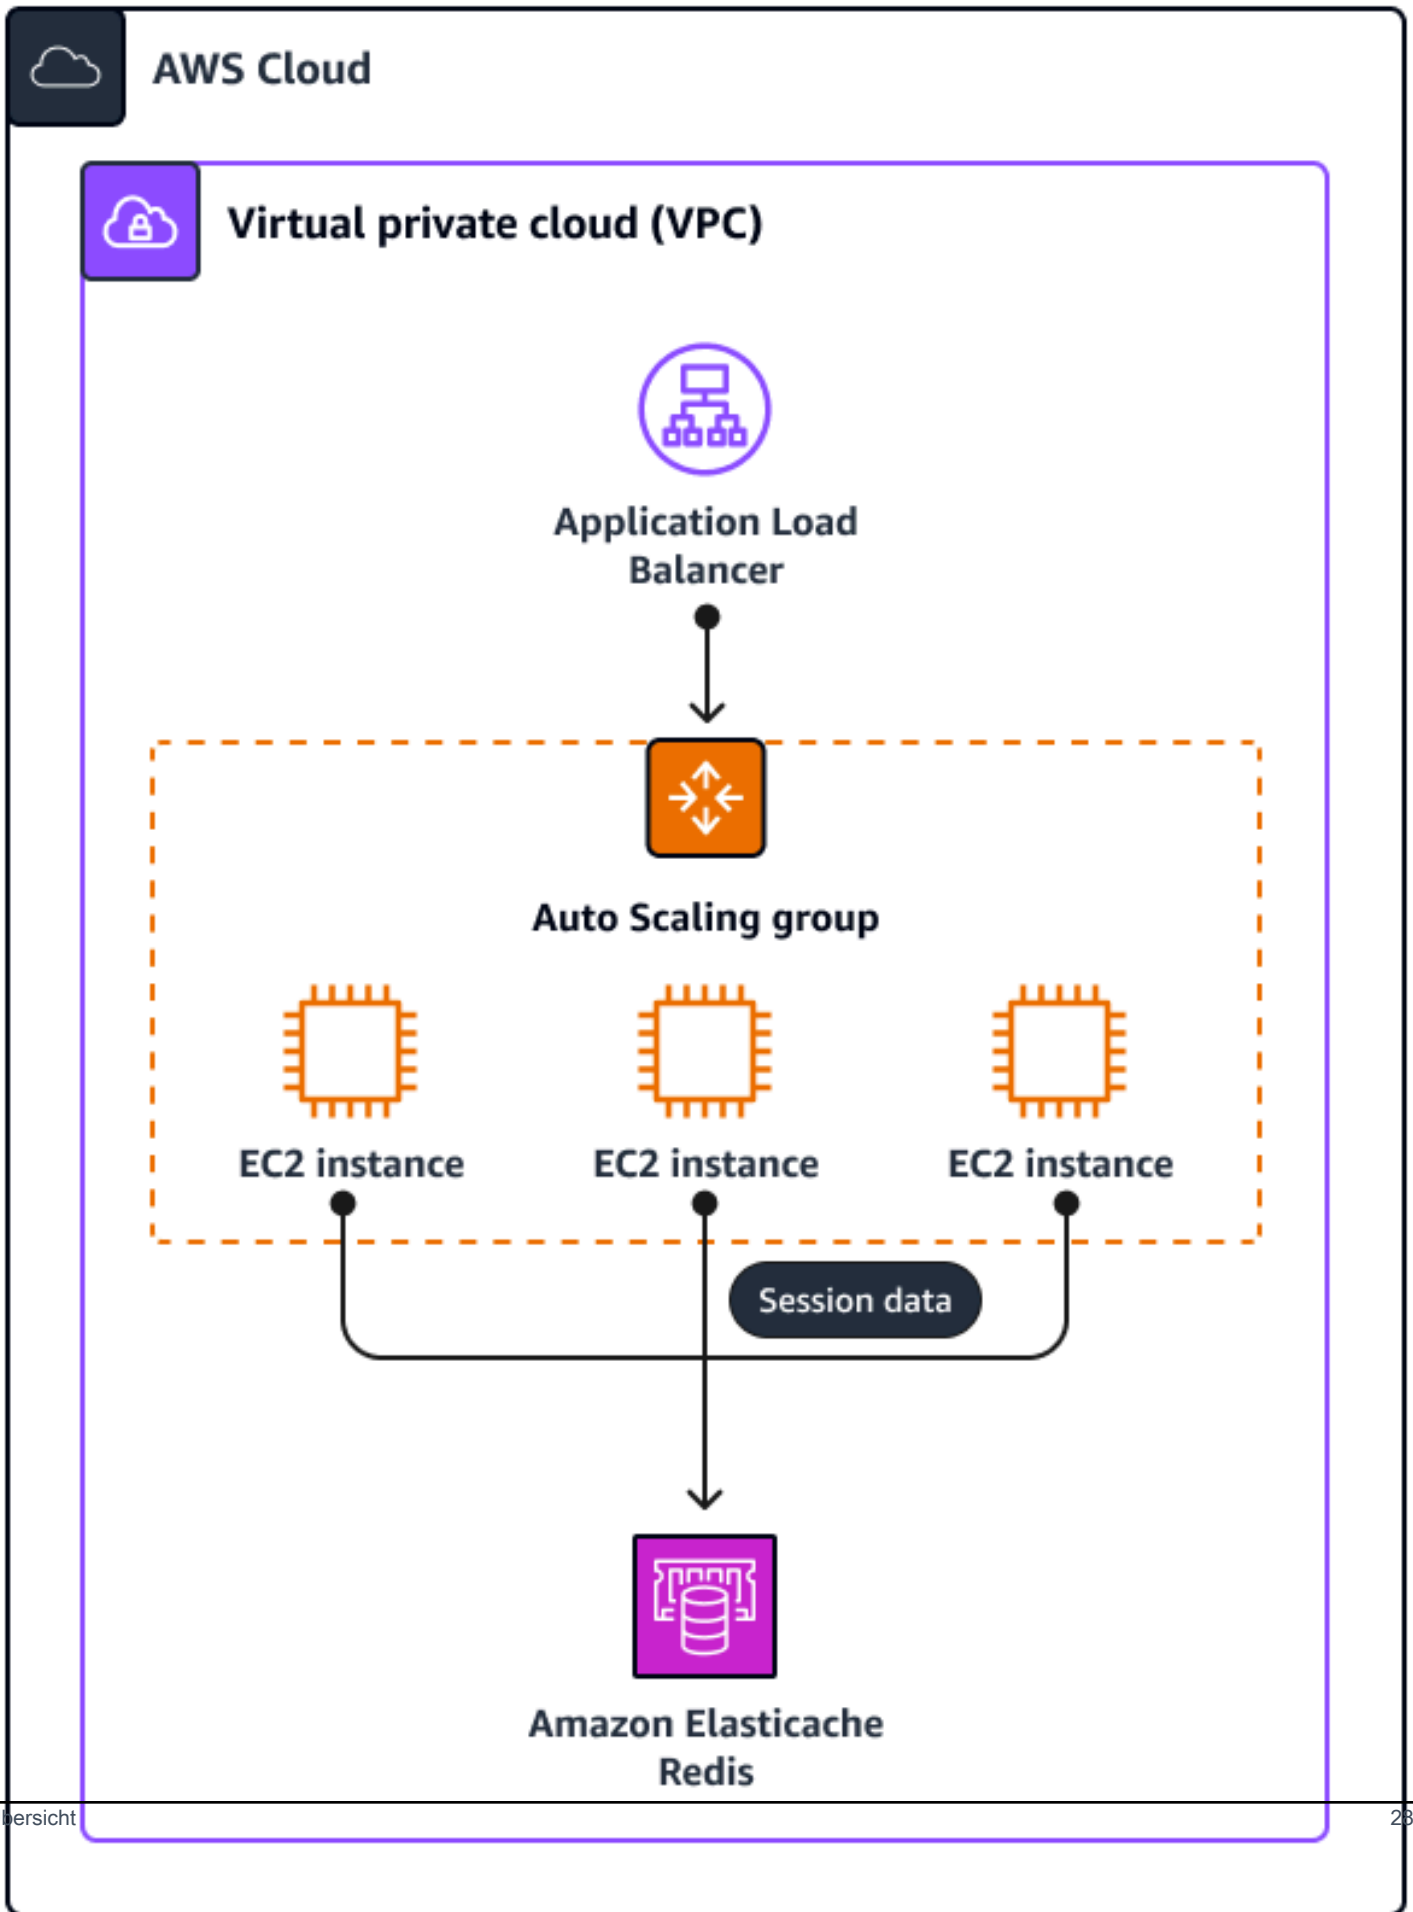 AWS Cloud
Virtual private cloud (VPC)
Application Load
Balancer
Auto Scaling group
EC2 instance EC2 instance EC2 instance
Session data
Amazon Elasticache
Redis
bersicht 23